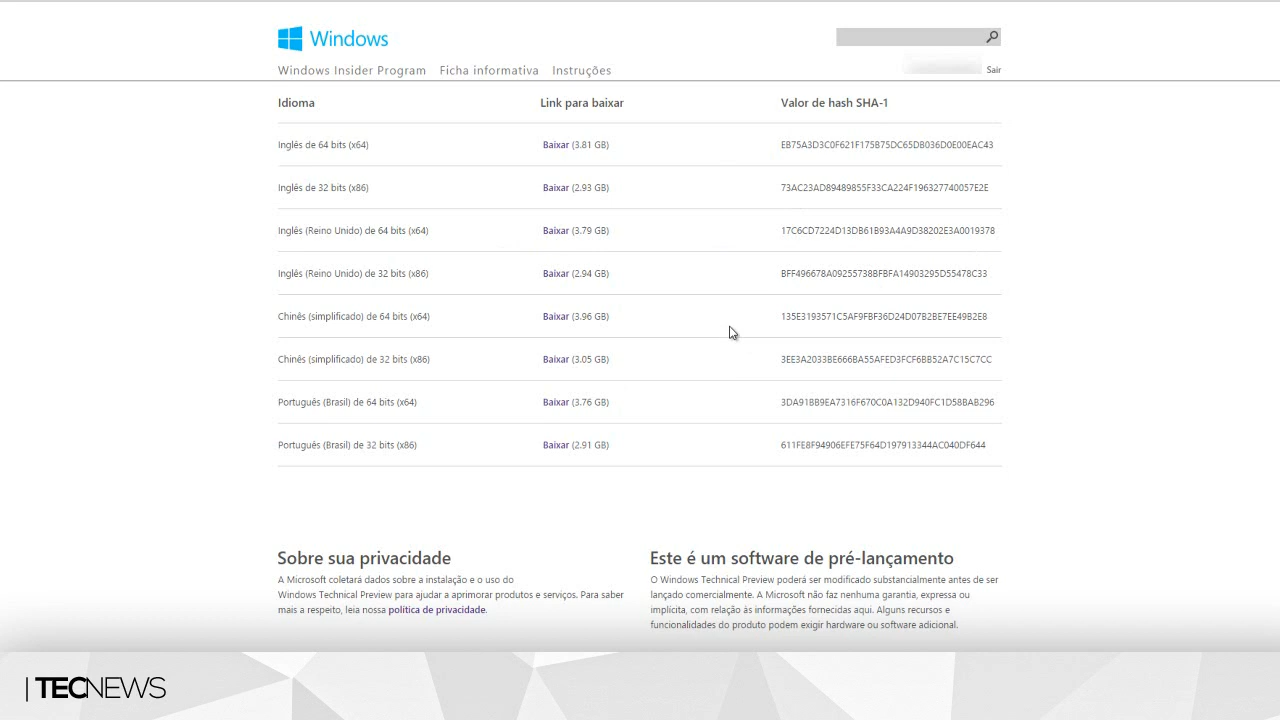 Windows
Windows Insider Program Ficha informativa Instruções Sair
Idioma Link para baixar Valor de hash SHA-1
Inglês de 64 bits (x64) Baixar (3.81 GB) EB75A3D3C0F621F175B75DC65DB036D0E00EAC43
Inglês de 32 bits (x86) Baixar (2.93 GB) 73AC23AD89489855F33CA224F196327740057E2E
Inglês (Reino Unido) de 64 bits (x64) Baixar (3.79 GB) 17C6CD7224D13DB61B93A4A9D38202E3A0019378
Inglês (Reino Unido) de 32 bits (x86) Baixar (2.94 GB) BFF496678A09255738BFBFA14903295D55478C33
Chinês (simplificado) de 64 bits (x64) Baixar (3.96 GB) 135E3193571C5AF9FBF36D24D07B2BE7EE49B2E8
Chinês (simplificado) de 32 bits (x86) Baixar (3.05 GB) 3EE3A2033BE666BA55AFED3FCF6BB52A7C15C7CC
Português (Brasil) de 64 bits (x64) Baixar (3.76 GB) 3DA91BB9EA7316F670C0A132D940FC1D58BAB296
Português (Brasil) de 32 bits (x86) Baixar (2.91 GB) 611FE8F94906EFE75F64D197913344AC040DF644
Sobre sua privacidade
A Microsoft coletará dados sobre a instalação e o uso do
Windows Technical Preview para ajudar a aprimorar produtos e serviços. Para saber
mais a respeito, leia nossa política de privacidade.
Este é um software de pré-lançamento
O Windows Technical Preview poderá ser modificado substancialmente antes de ser
lançado comercialmente. A Microsoft não faz nenhuma garantia, expressa ou
implícita, com relação às informações fornecidas aqui. Alguns recursos e
funcionalidades do produto podem exigir hardware ou software adicional.
| TECNEWS